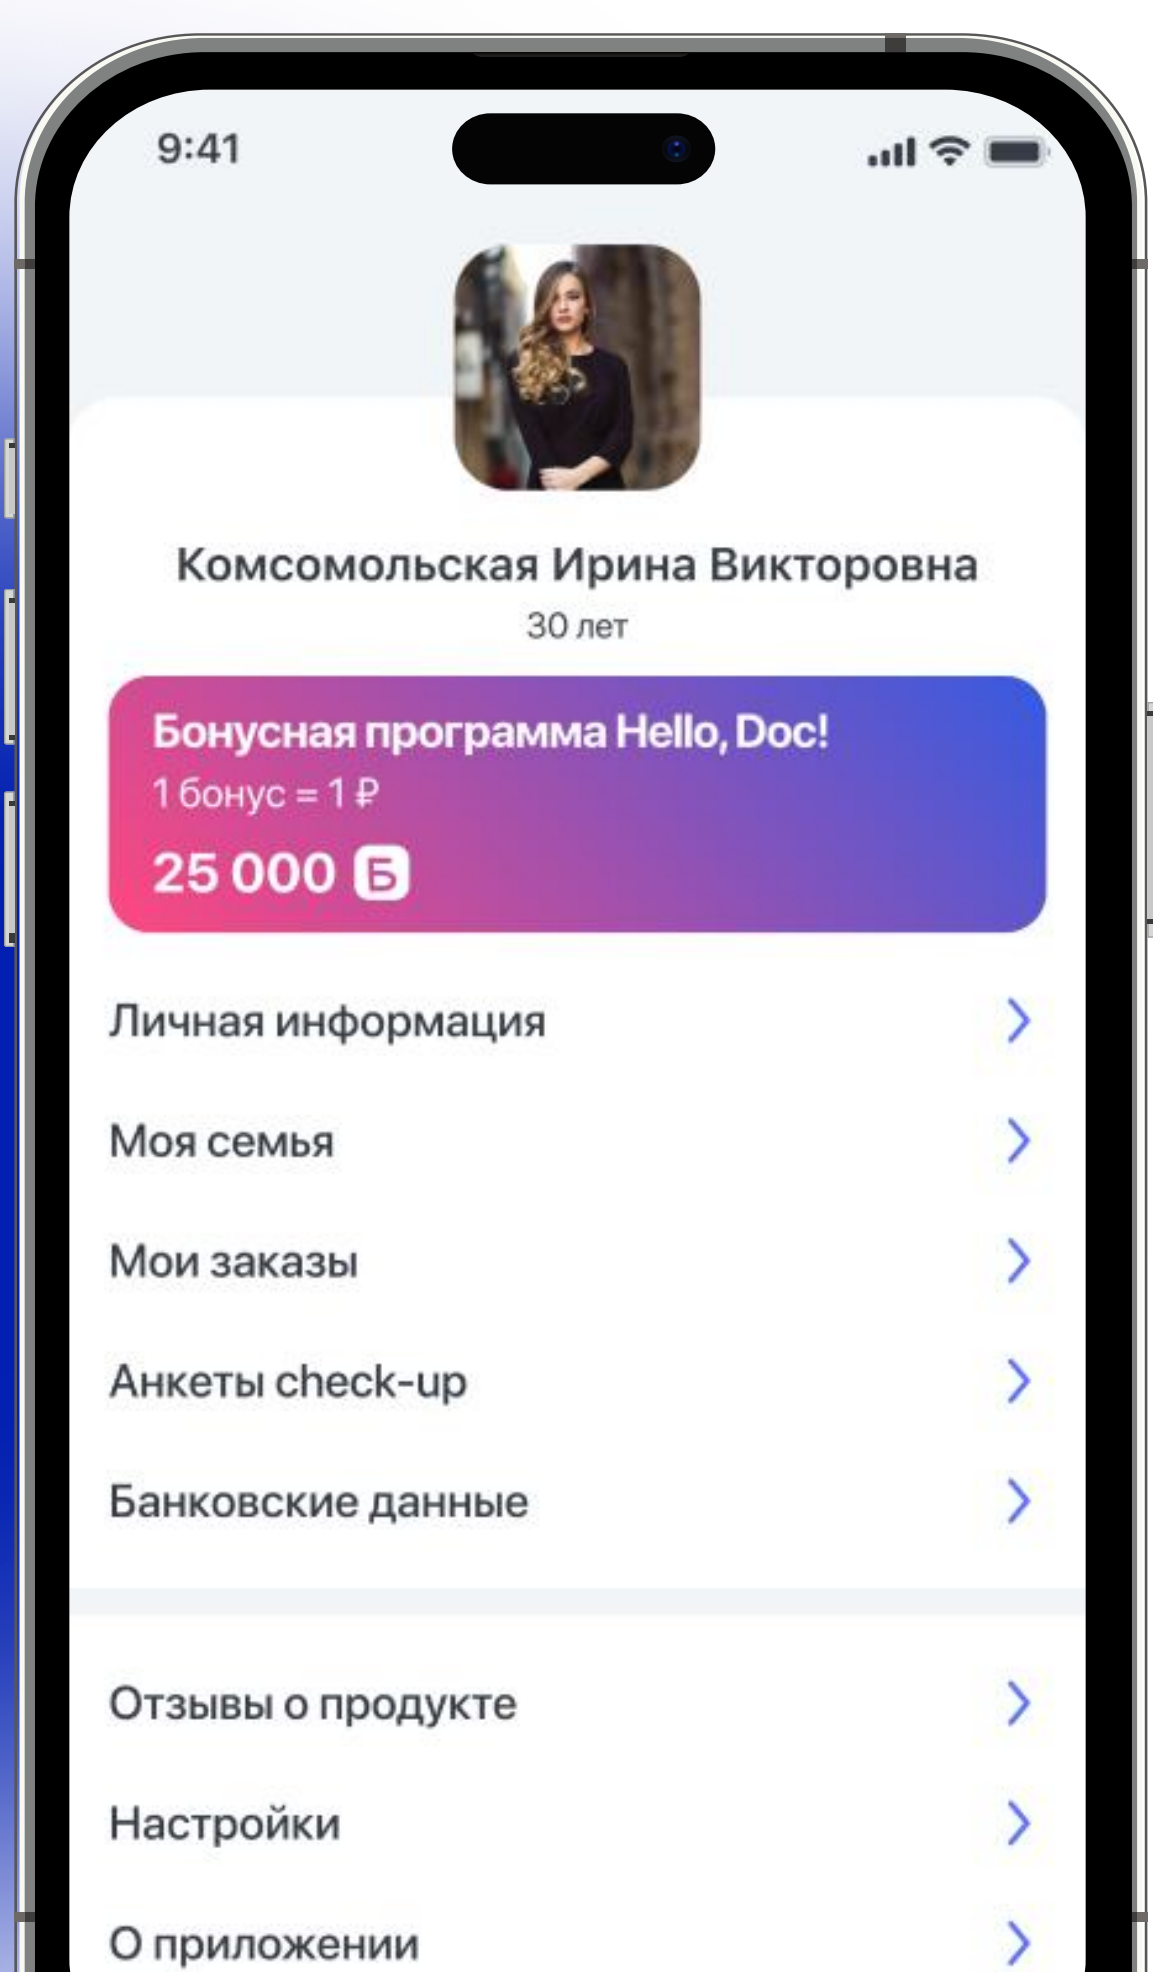 9:41
Комсомольская Ирина Викторовна
30 лет
Бонусная программа Hello, Doc!
1 бонус = 1 ₽
25 000 Б
Личная информация
Моя семья
Мои заказы
Анкеты check-up
Банковские данные
Отзывы о продукте
Настройки
О приложении